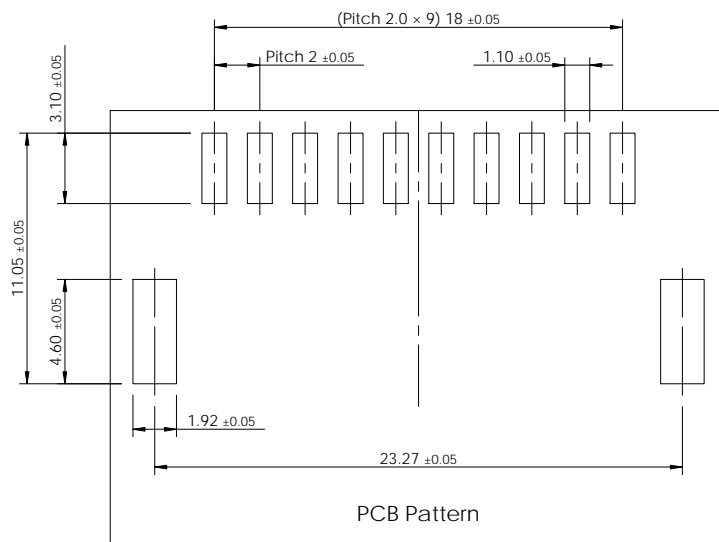 (Pitch 2.0 × 9) 18 ±0.05
Pitch 2 ±0.05
1.10 ±0.05
3.10 ±0.05
11.05 ±0.05
4.60 ±0.05
1.92 ±0.05
23.27 ±0.05
PCB Pattern